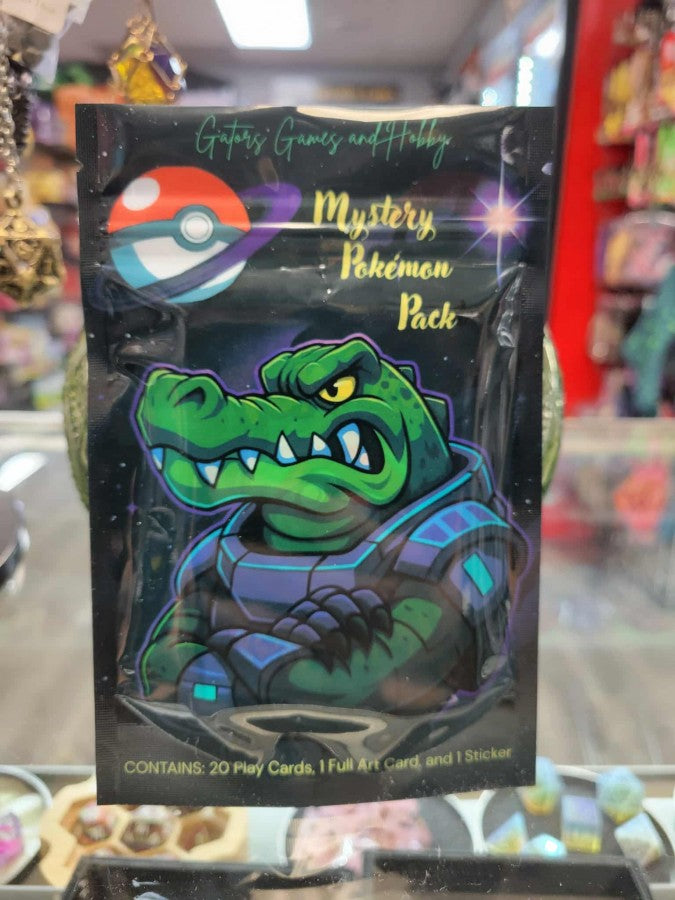 Gators' Games and Hobby
Mystery
Pokémon
Pack
CONTAINS: 20 Play Cards, 1 Full Art Card, and 1 Sticker